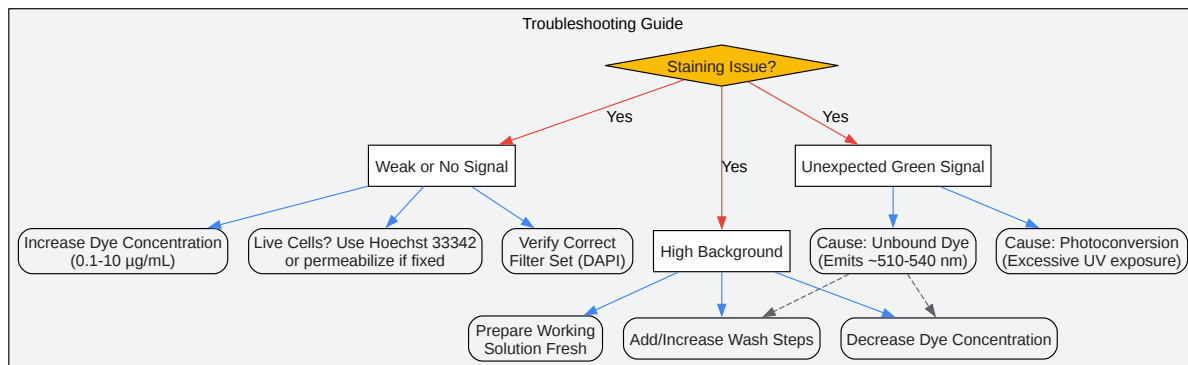 Troubleshooting Guide
Staining Issue?
Yes
Yes
Yes
Weak or No Signal
Unexpected Green Signal
Increase Dye Concentration
(0.1-10 µg/mL)
Live Cells? Use Hoechst 33342
or permeabilize if fixed
Verify Correct
Filter Set (DAPI)
High Background
Cause: Unbound Dye
(Emits ~510-540 nm)
Cause: Photoconversion
(Excessive UV exposure)
Prepare Working
Solution Fresh
Add/Increase Wash Steps
Decrease Dye Concentration